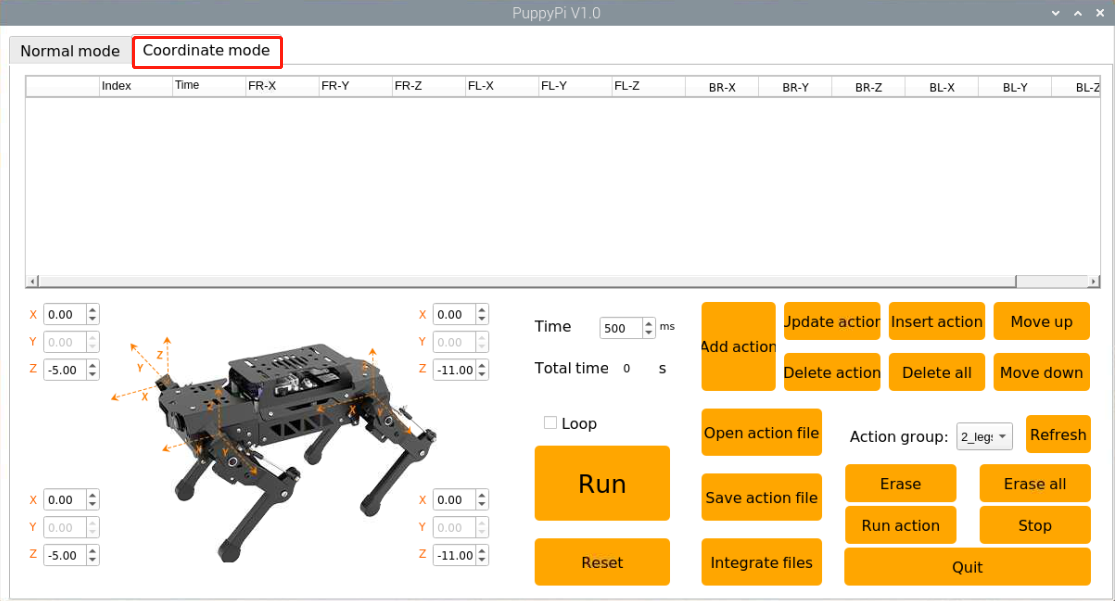 PuppyPi V1.0
Normal mode
Coordinate mode
Index Time FR-X FR-Y FR-Z FL-X FL-Y FL-Z BR-X BR-Y BR-Z BL-X BL-Y BL-Z
X 0.00
Y 0.00
Z -5.00
X 0.00
Y 0.00
Z -11.00
Z
Y
X
X
Y
Y
X 0.00
Y 0.00
Z -5.00
X 0.00
Y 0.00
Z -11.00
Time 500 ms
Total time 0 s
Loop
Run
Reset
Add action
Update action
Insert action
Move up
Delete action
Delete all
Move down
Open action file
Save action file
Integrate files
Action group: 2_leg
Refresh
Erase
Erase all
Run action
Stop
Quit